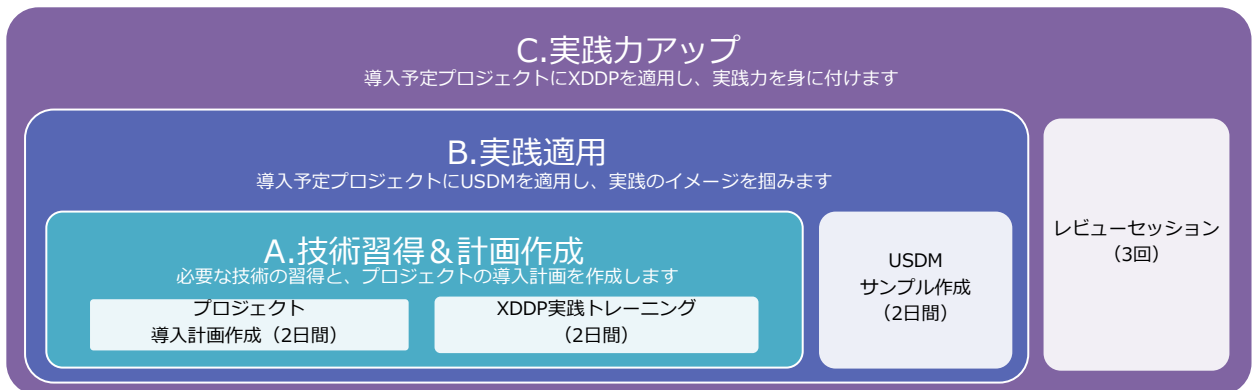 C.実践力アップ
導入予定プロジェクトにXDDPを適用し、実践力を身に付けます
B.実践適用
導入予定プロジェクトにUSDMを適用し、実践のイメージを掴みます
A.技術習得＆計画作成
必要な技術の習得と、プロジェクトの導入計画を作成します
プロジェクト
導入計画作成（2日間）
XDDP実践トレーニング
（2日間）
USDM
サンプル作成
（2日間）
レビューセッション
（3回）